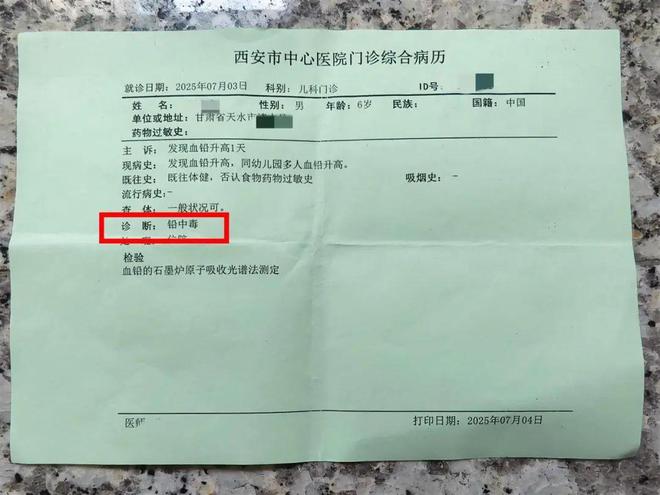 西安市中心医院门诊综合病历
就诊日期：2025年07月03日 科别：儿科门诊 ID号：
姓 名： 性别：男 年龄：6岁 民族： 国籍：中国
单位或地址：甘肃省天水市
药物过敏史：
主 诉：发现血铅升高1天
现病史：发现血铅升高，同幼儿园多人血铅升高。
既往史：既往体健，否认食物药物过敏史 吸烟史：-
流行病史：-
查 体：一般状况可。
诊 断：铅中毒
处 理：住院
检验
血铅的石墨炉原子吸收光谱法测定
医师
打印日期：2025年07月04日